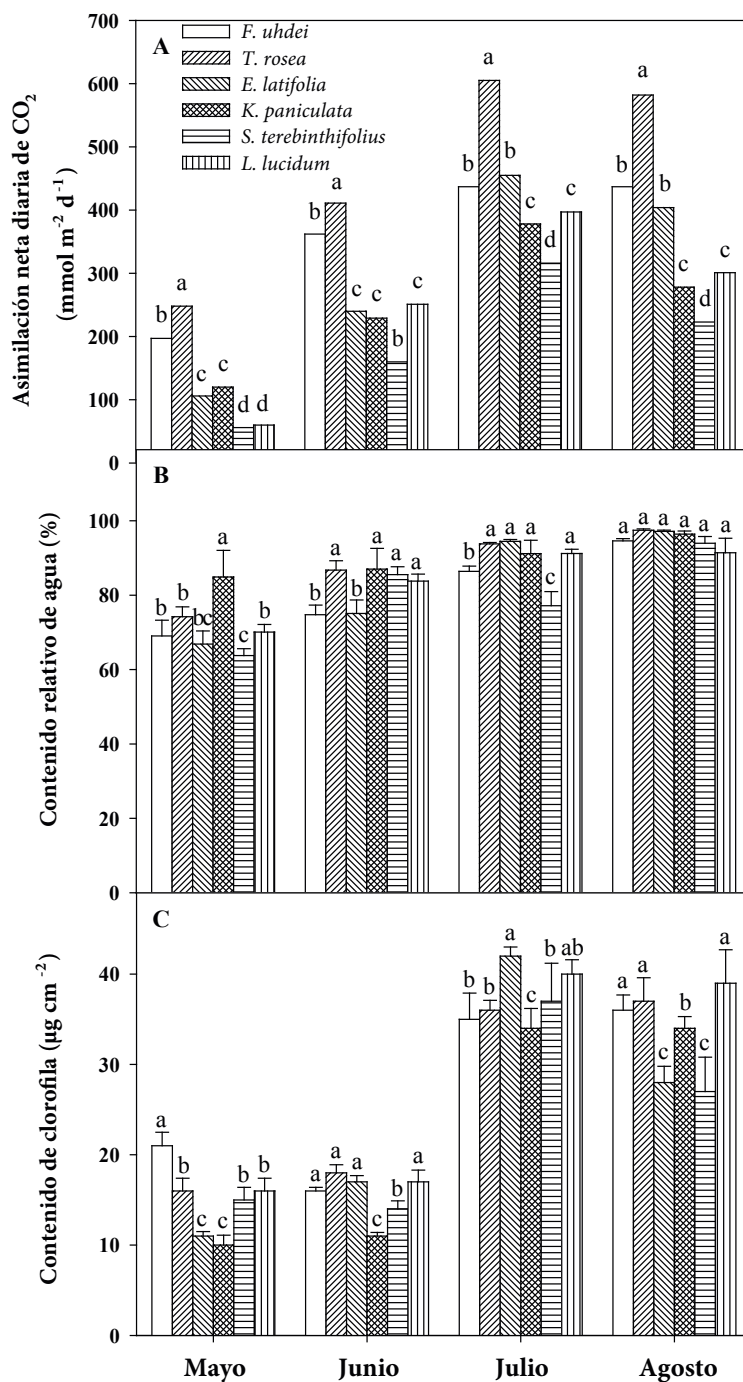 A
F. uhdei
T. rosea
E. latifolia
K. paniculata
S. terebinthifolius
L. lucidum
Asimilación neta diaria de CO2
(mmol m-2 d-1)
700
600
500
400
300
200
100
0
b a c c d d
b a c c b c
b a b c d c
b a b c d c
B
Contenido relativo de agua (%)
100
80
60
40
20
0
b b bc a c b
b a b a a a
b a a a c a
a a a a a a
C
Contenido de clorofila (µg cm-2)
40
30
20
10
0
a b c c b b
a a a c b a
b b a c b ab
a a c b c a
Mayo Junio Julio Agosto